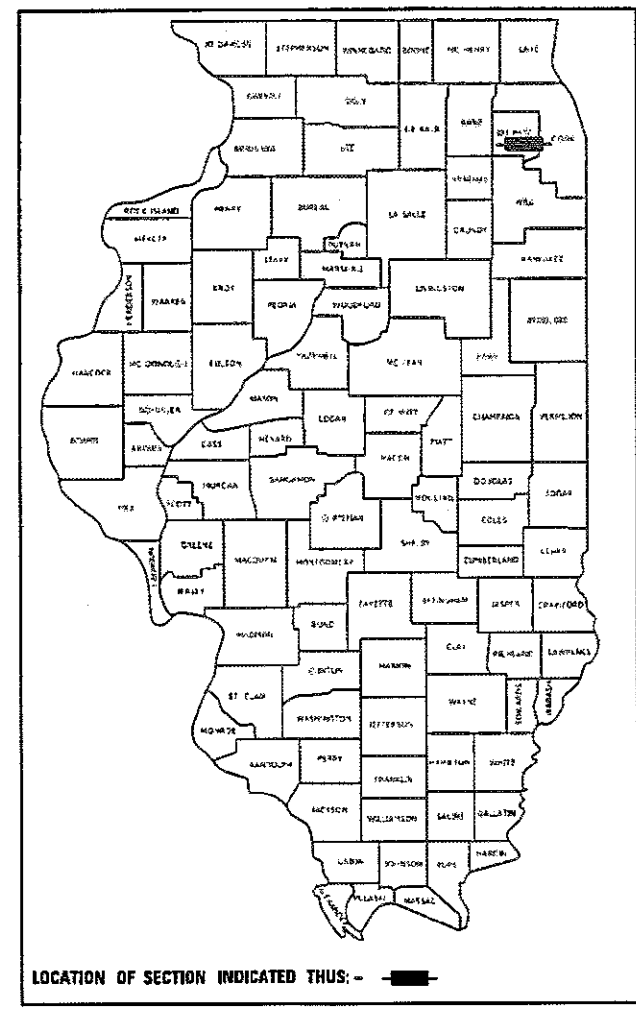 JO DAVIESS STEPHENSON WINNEBAGO BOONE MC HENRY LAKE
CARROLL OGLE DE KALB KANE COOK
WHITESIDE LEE
KENDALL WILL
ROCK ISLAND HENRY BUREAU LA SALLE GRUNDY
MERCER PUTNAM
STARK MARSHALL KANKAKEE
HENDERSON WARREN KNOX PEORIA WOODFORD LIVINGSTON IROQUOIS
HANCOCK MC DONOUGH FULTON TAZEWELL MC LEAN FORD
SCHUYLER MASON LOGAN DE WITT CHAMPAIGN VERMILION
ADAMS BROWN CASS MENARD MACON PIATT
PIKE SCOTT MORGAN SANGAMON MOULTRIE DOUGLAS EDGAR
CHRISTIAN COLES
GREENE MACOUPIN MONTGOMERY SHELBY CUMBERLAND CLARK
JERSEY FAYETTE EFFINGHAM JASPER CRAWFORD
MADISON BOND CLAY RICHLAND LAWRENCE
CLINTON MARION
ST. CLAIR WAYNE EDWARDS WABASH
WASHINGTON JEFFERSON
MONROE
RANDOLPH PERRY HAMILTON WHITE
FRANKLIN
JACKSON WILLIAMSON SALINE GALLATIN
UNION JOHNSON POPE HARDIN
PULASKI MASSAC
LOCATION OF SECTION INDICATED THUS: -